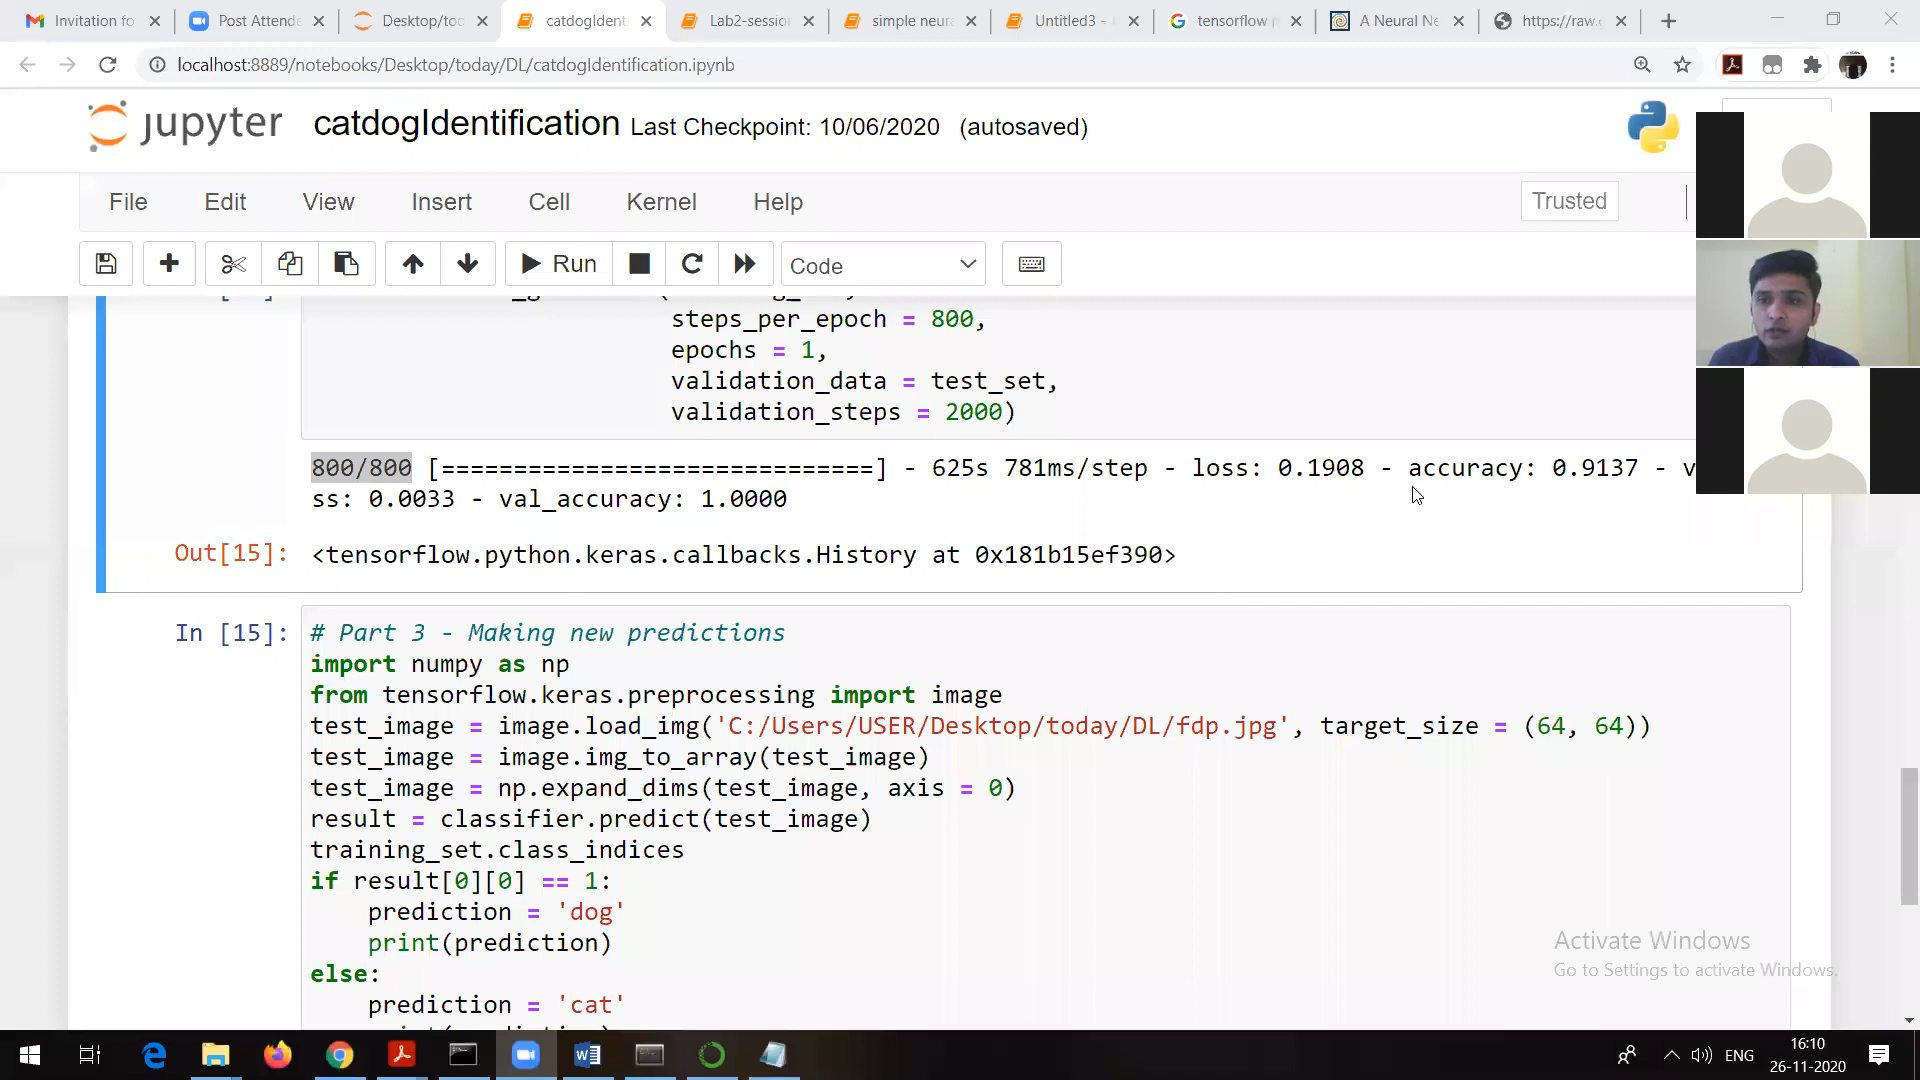 Invitation fo
Post Attende
Desktop/too
catdogIdenti
Lab2-sessio
simple neura
Untitled3 -
tensorflow
A Neural Ne
https://raw.
localhost:8889/notebooks/Desktop/today/DL/catdogIdentification.ipynb
jupyter catdogIdentification Last Checkpoint: 10/06/2020 (autosaved)
File Edit View Insert Cell Kernel Help Trusted
Run Code
steps_per_epoch = 800,
epochs = 1,
validation_data = test_set,
validation_steps = 2000)
800/800 [==============================] - 625s 781ms/step - loss: 0.1908 - accuracy: 0.9137 - v
ss: 0.0033 - val_accuracy: 1.0000
Out[15]: <tensorflow.python.keras.callbacks.History at 0x181b15ef390>
In [15]: # Part 3 - Making new predictions
import numpy as np
from tensorflow.keras.preprocessing import image
test_image = image.load_img('C:/Users/USER/Desktop/today/DL/fdp.jpg', target_size = (64, 64))
test_image = image.img_to_array(test_image)
test_image = np.expand_dims(test_image, axis = 0)
result = classifier.predict(test_image)
training_set.class_indices
if result[0][0] == 1:
    prediction = 'dog'
    print(prediction)
else:
    prediction = 'cat'
Activate Windows
Go to Settings to activate Windows.
ENG
16:10
26-11-2020